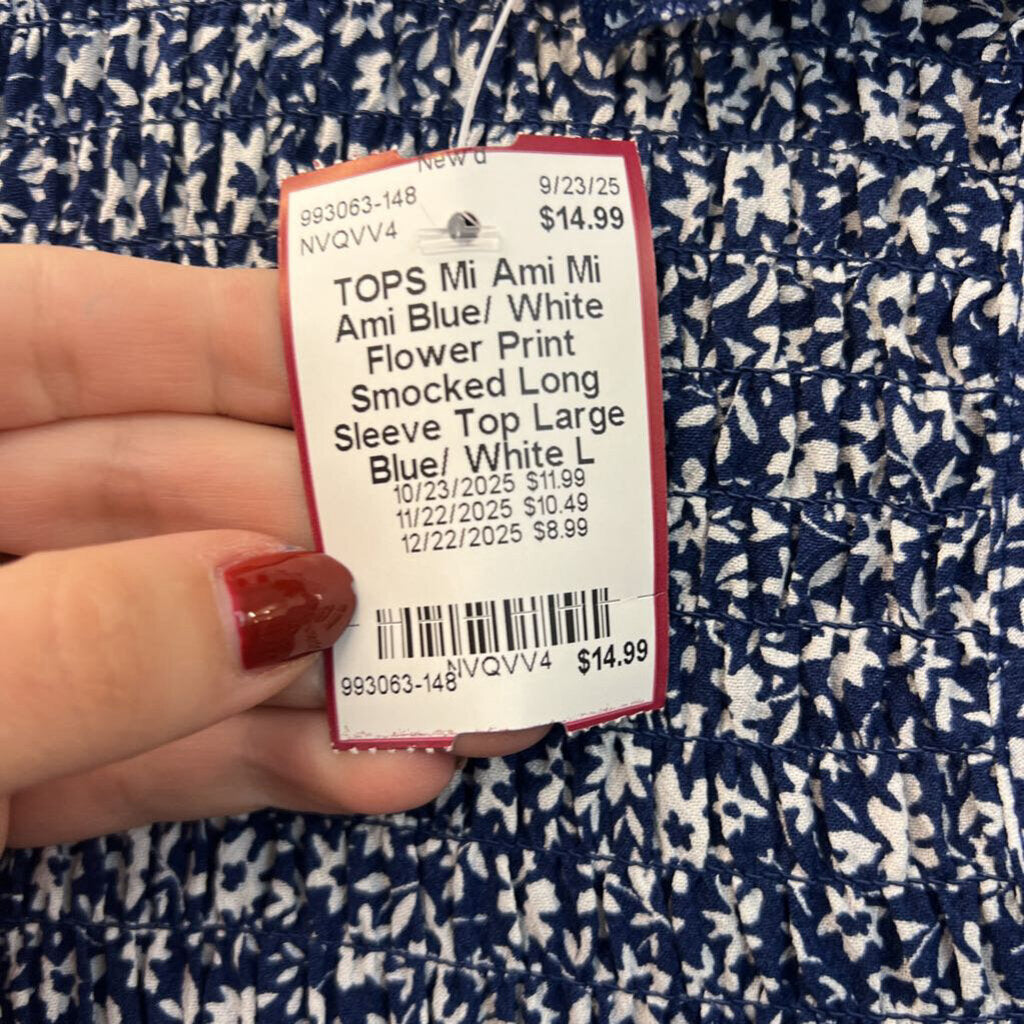 993063-148 9/23/25
NVQVV4 $14.99
TOPS Mi Ami Mi
Ami Blue/ White
Flower Print
Smocked Long
Sleeve Top Large
Blue/ White L
10/23/2025 $11.99
11/22/2025 $10.49
12/22/2025 $8.99
NVQVV4 $14.99
993063-148